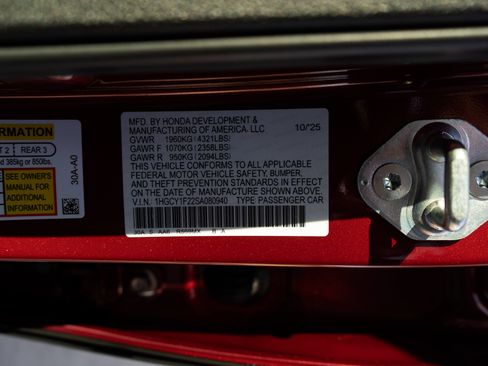 FORMATION
T 2 | REAR 3
d 385kg or 850lbs.
SEE OWNER'S
MANUAL FOR
ADDITIONAL
INFORMATION
30A-A0
MFD. BY HONDA DEVELOPMENT & 10/25
MANUFACTURING OF AMERICA. LLC
GVWR 1960KG(4321LBS)
GAWR F 1070KG(2358LBS)
GAWR R 950KG(2094LBS)
THIS VEHICLE CONFORMS TO ALL APPLICABLE
FEDERAL MOTOR VEHICLE SAFETY, BUMPER,
AND THEFT PREVENTION STANDARDS IN EFFECT
ON THE DATE OF MANUFACTURE SHOWN ABOVE.
V.I.N. 1HGCY1F22SA080940 TYPE: PASSENGER CAR